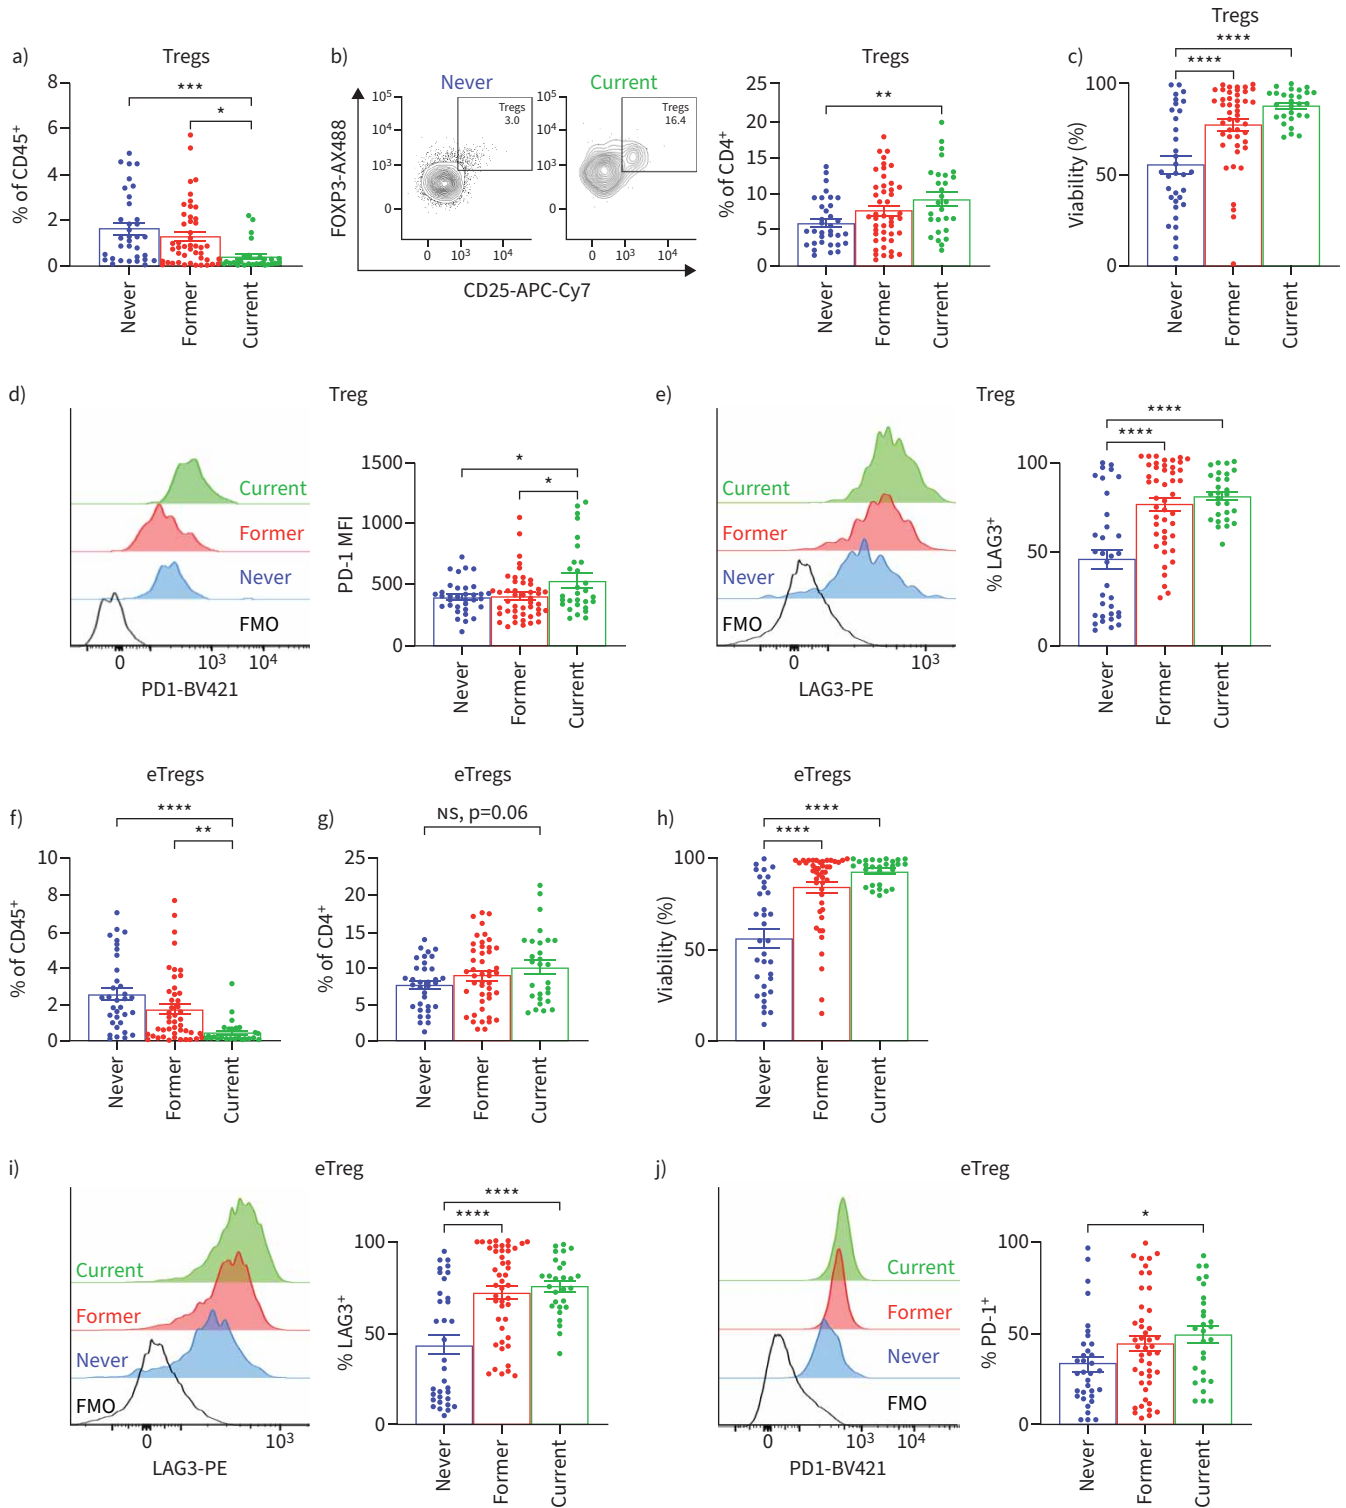 a)
Tregs
***
*
% of CD45⁺
8
6
4
2
0
Never
Former
Current
b)
FOXP3-AX488
Never
Current
10⁵
10⁴
10³
0
Tregs
3.0
0
10³
10⁴
10⁵
10⁴
10³
0
Tregs
16.4
0
10³
10⁴
CD25-APC-Cy7
Tregs
**
% of CD4⁺
25
20
15
10
5
0
Never
Former
Current
c)
Tregs
****
****
Viability (%)
100
50
0
Never
Former
Current
d)
Treg
Current
Former
Never
FMO
0
10³
10⁴
PD1-BV421
*
*
PD-1 MFI
1500
1000
500
0
Never
Former
Current
e)
Treg
Current
Former
Never
FMO
0
10³
LAG3-PE
****
****
% LAG3⁺
100
50
0
Never
Former
Current
f)
eTregs
****
**
% of CD45⁺
10
8
6
4
2
0
Never
Former
Current
g)
eTregs
NS, p=0.06
% of CD4⁺
25
20
15
10
5
0
Never
Former
Current
h)
eTregs
****
****
Viability (%)
100
50
0
Never
Former
Current
i)
eTreg
Current
Former
Never
FMO
0
10³
LAG3-PE
****
****
% LAG3⁺
100
50
0
Never
Former
Current
j)
eTreg
Current
Former
Never
FMO
0
10³
10⁴
PD1-BV421
*
% PD-1⁺
100
50
0
Never
Former
Current